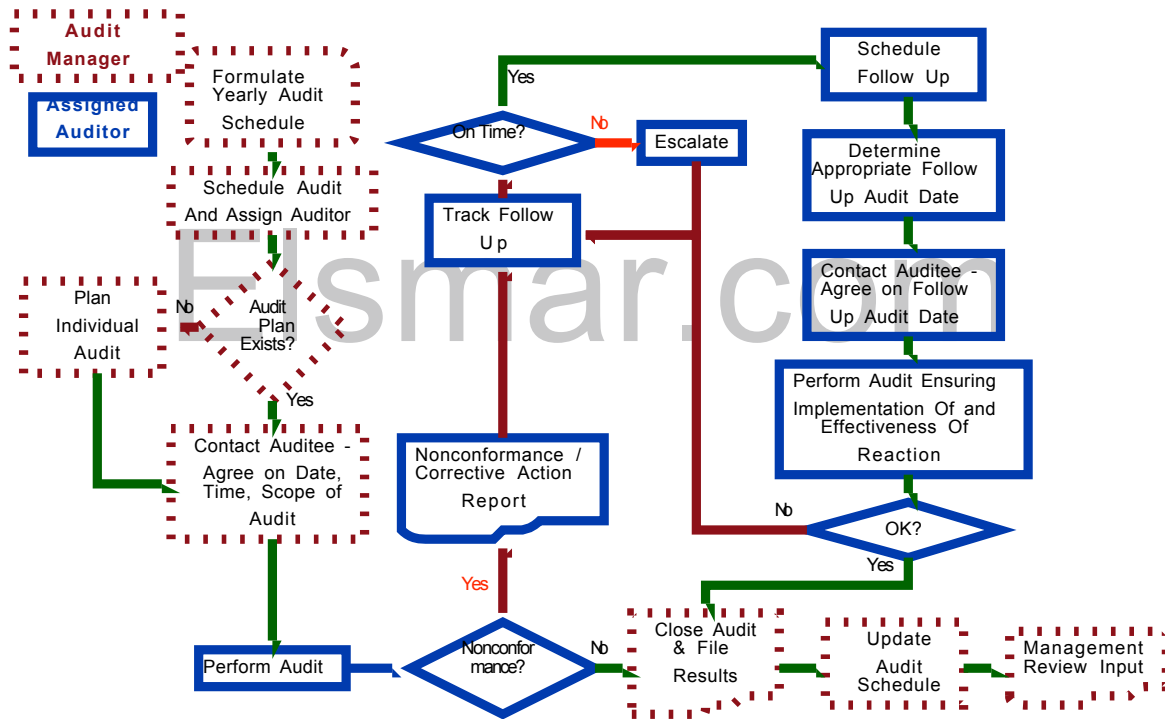 Audit
Manager
Assigned
Auditor
Formulate
Yearly Audit
Schedule
Schedule Audit
And Assign Auditor
Audit
Plan
Exists?
No
Plan
Individual
Audit
Yes
Contact Auditee -
Agree on Date,
Time, Scope of
Audit
Perform Audit
Nonconfor
mance?
Yes
No
Nonconformance /
Corrective Action
Report
Track Follow
Up
On Time?
No
Escalate
Yes
Schedule
Follow Up
Determine
Appropriate Follow
Up Audit Date
Contact Auditee -
Agree on Follow
Up Audit Date
Perform Audit Ensuring
Implementation Of and
Effectiveness Of
Reaction
OK?
No
Yes
Close Audit
& File
Results
Update
Audit
Schedule
Management
Review Input
Elsmar.com